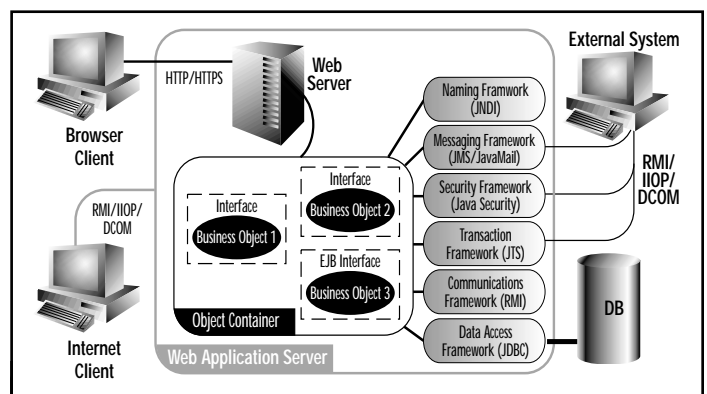 External System
Web
Server
HTTP/HTTPS
Browser
Client
Naming Framwork
(JNDI)
Messaging Framework
(JMS/JavaMail)
Security Framework
(Java Security)
Transaction
Framework (JTS)
Communications
Framework (RMI)
Data Access
Framework (JDBC)
RMI/
IIOP/
DCOM
RMI/IIOP/
DCOM
Interface
Business Object 1
Interface
Business Object 2
EJB Interface
Business Object 3
Object Container
Web Application Server
Internet
Client
DB